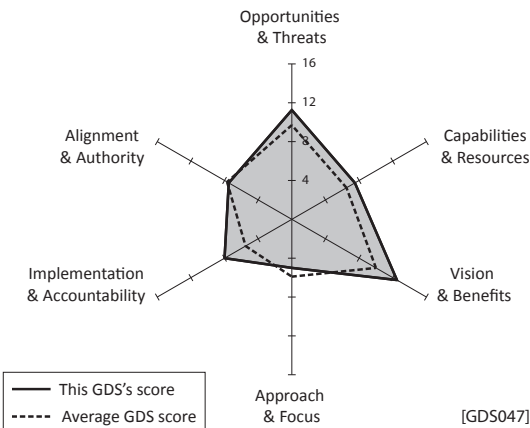 Opportunities
& Threats
16
12
8
4
Alignment
& Authority
Capabilities
& Resources
Implementation
& Accountability
Vision
& Benefits
This GDS's score
Average GDS score
Approach
& Focus
[GDS047]